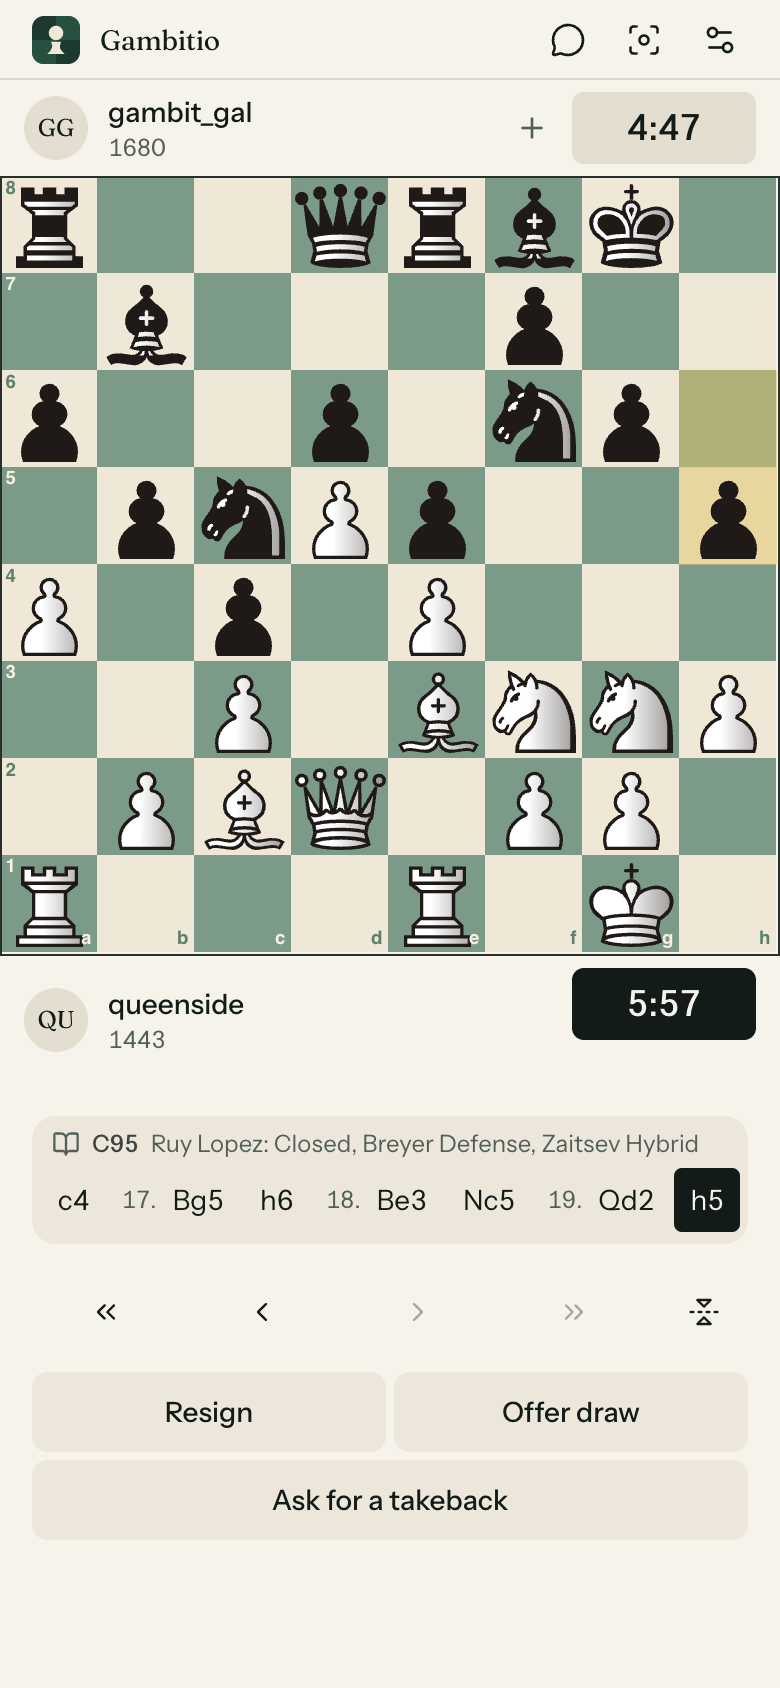 Gambitio
GG gambit_gal
1680
4:47
8
7
6
5
4
3
2
1
a b c d e f g h
QU queenside
1443
5:57
C95 Ruy Lopez: Closed, Breyer Defense, Zaitsev Hybrid
c4 17. Bg5 h6 18. Be3 Nc5 19. Qd2 h5
Resign
Offer draw
Ask for a takeback